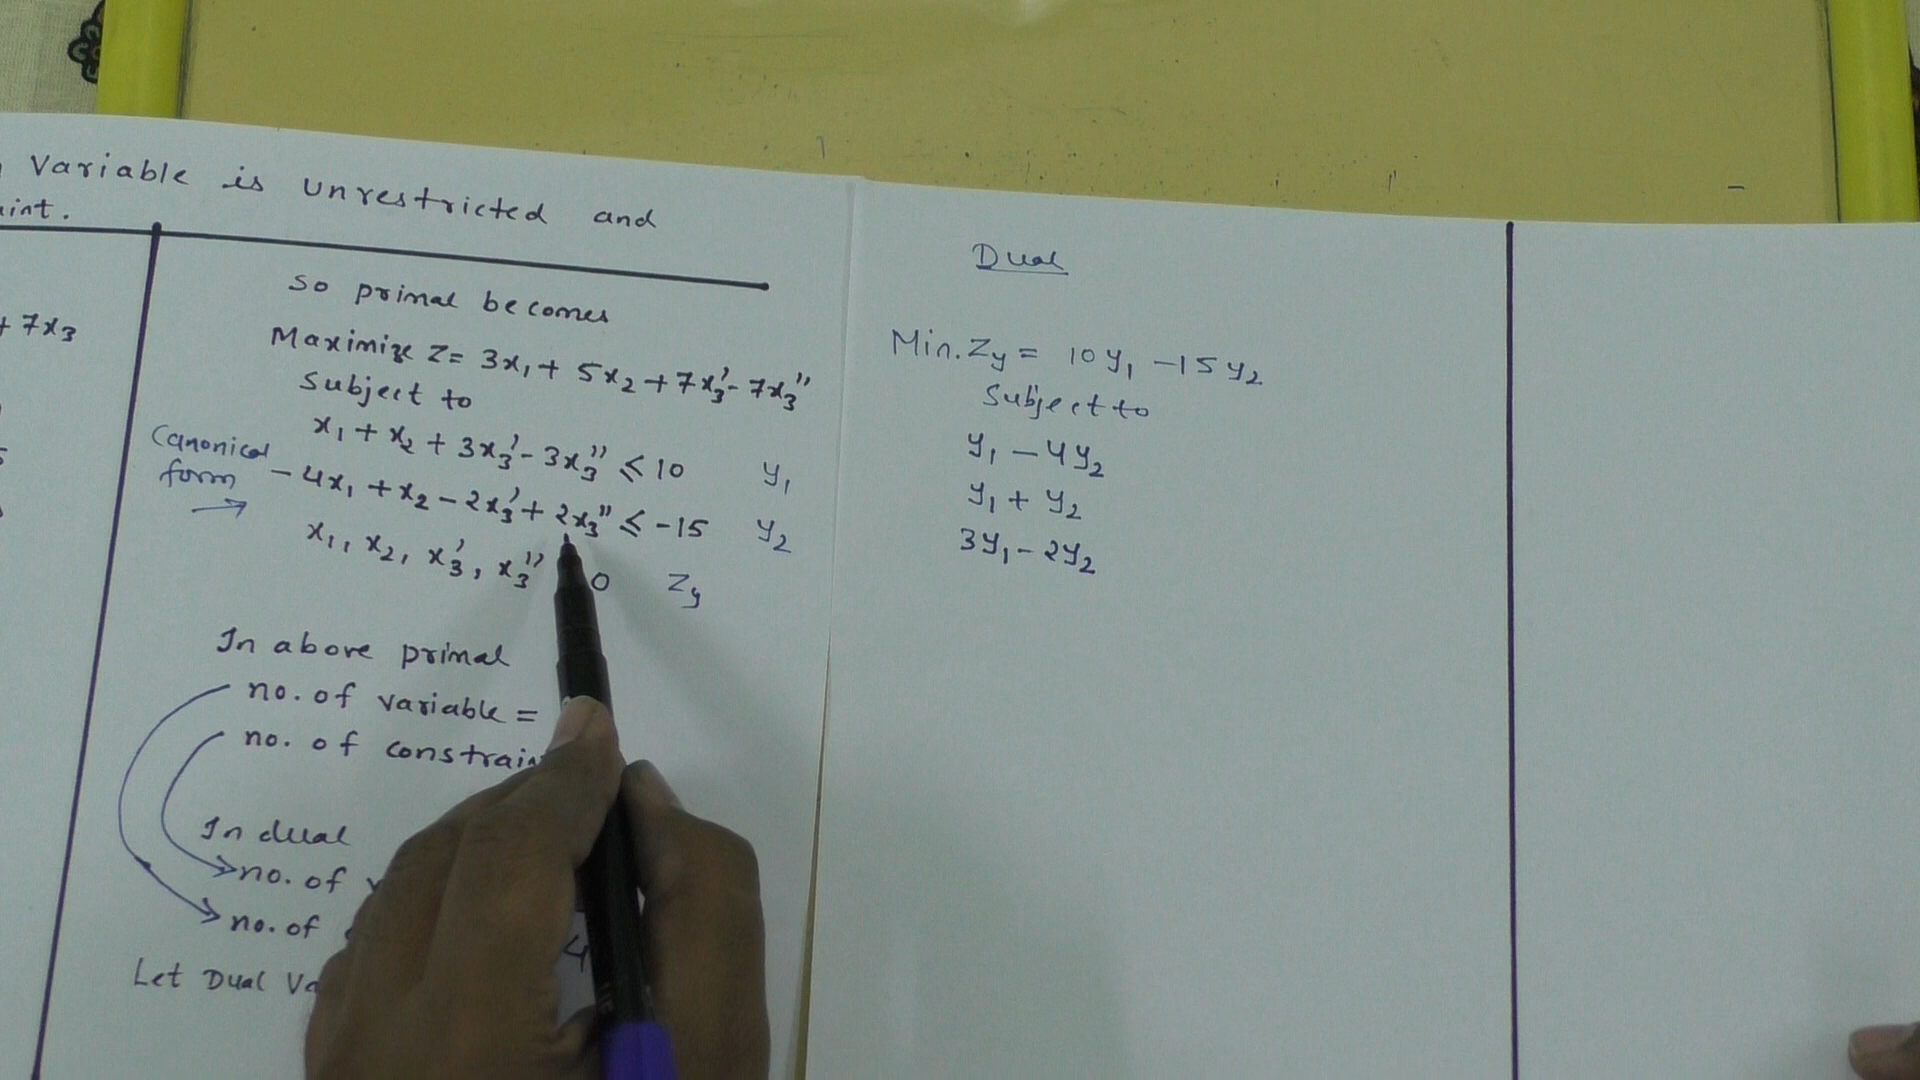 Variable is unrestricted and
aint.
+ 7x₃
So primal becomes
Maximize Z = 3x₁ + 5x₂ + 7x₃' - 7x₃''
Subject to
x₁ + x₂ + 3x₃' - 3x₃'' ≤ 10 y₁
Canonical form →
-4x₁ + x₂ - 2x₃' + 2x₃'' ≤ -15 y₂
x₁, x₂, x₃', x₃'' 0 Zy
In above primal
no. of variable =
no. of constrain
In dual
no. of v
no. of
Let Dual Va
Dual
Min. Zy = 10y₁ - 15y₂
Subject to
y₁ - 4y₂
y₁ + y₂
3y₁ - 2y₂